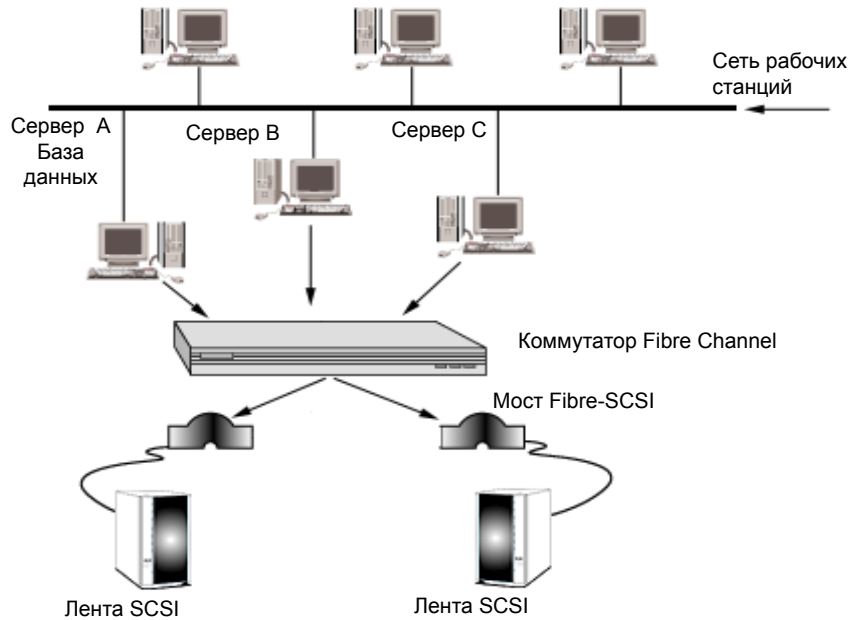 Сеть рабочих
станций
Сервер А
База
данных
Сервер В
Сервер С
Коммутатор Fibre Channel
Мост Fibre-SCSI
Лента SCSI
Лента SCSI